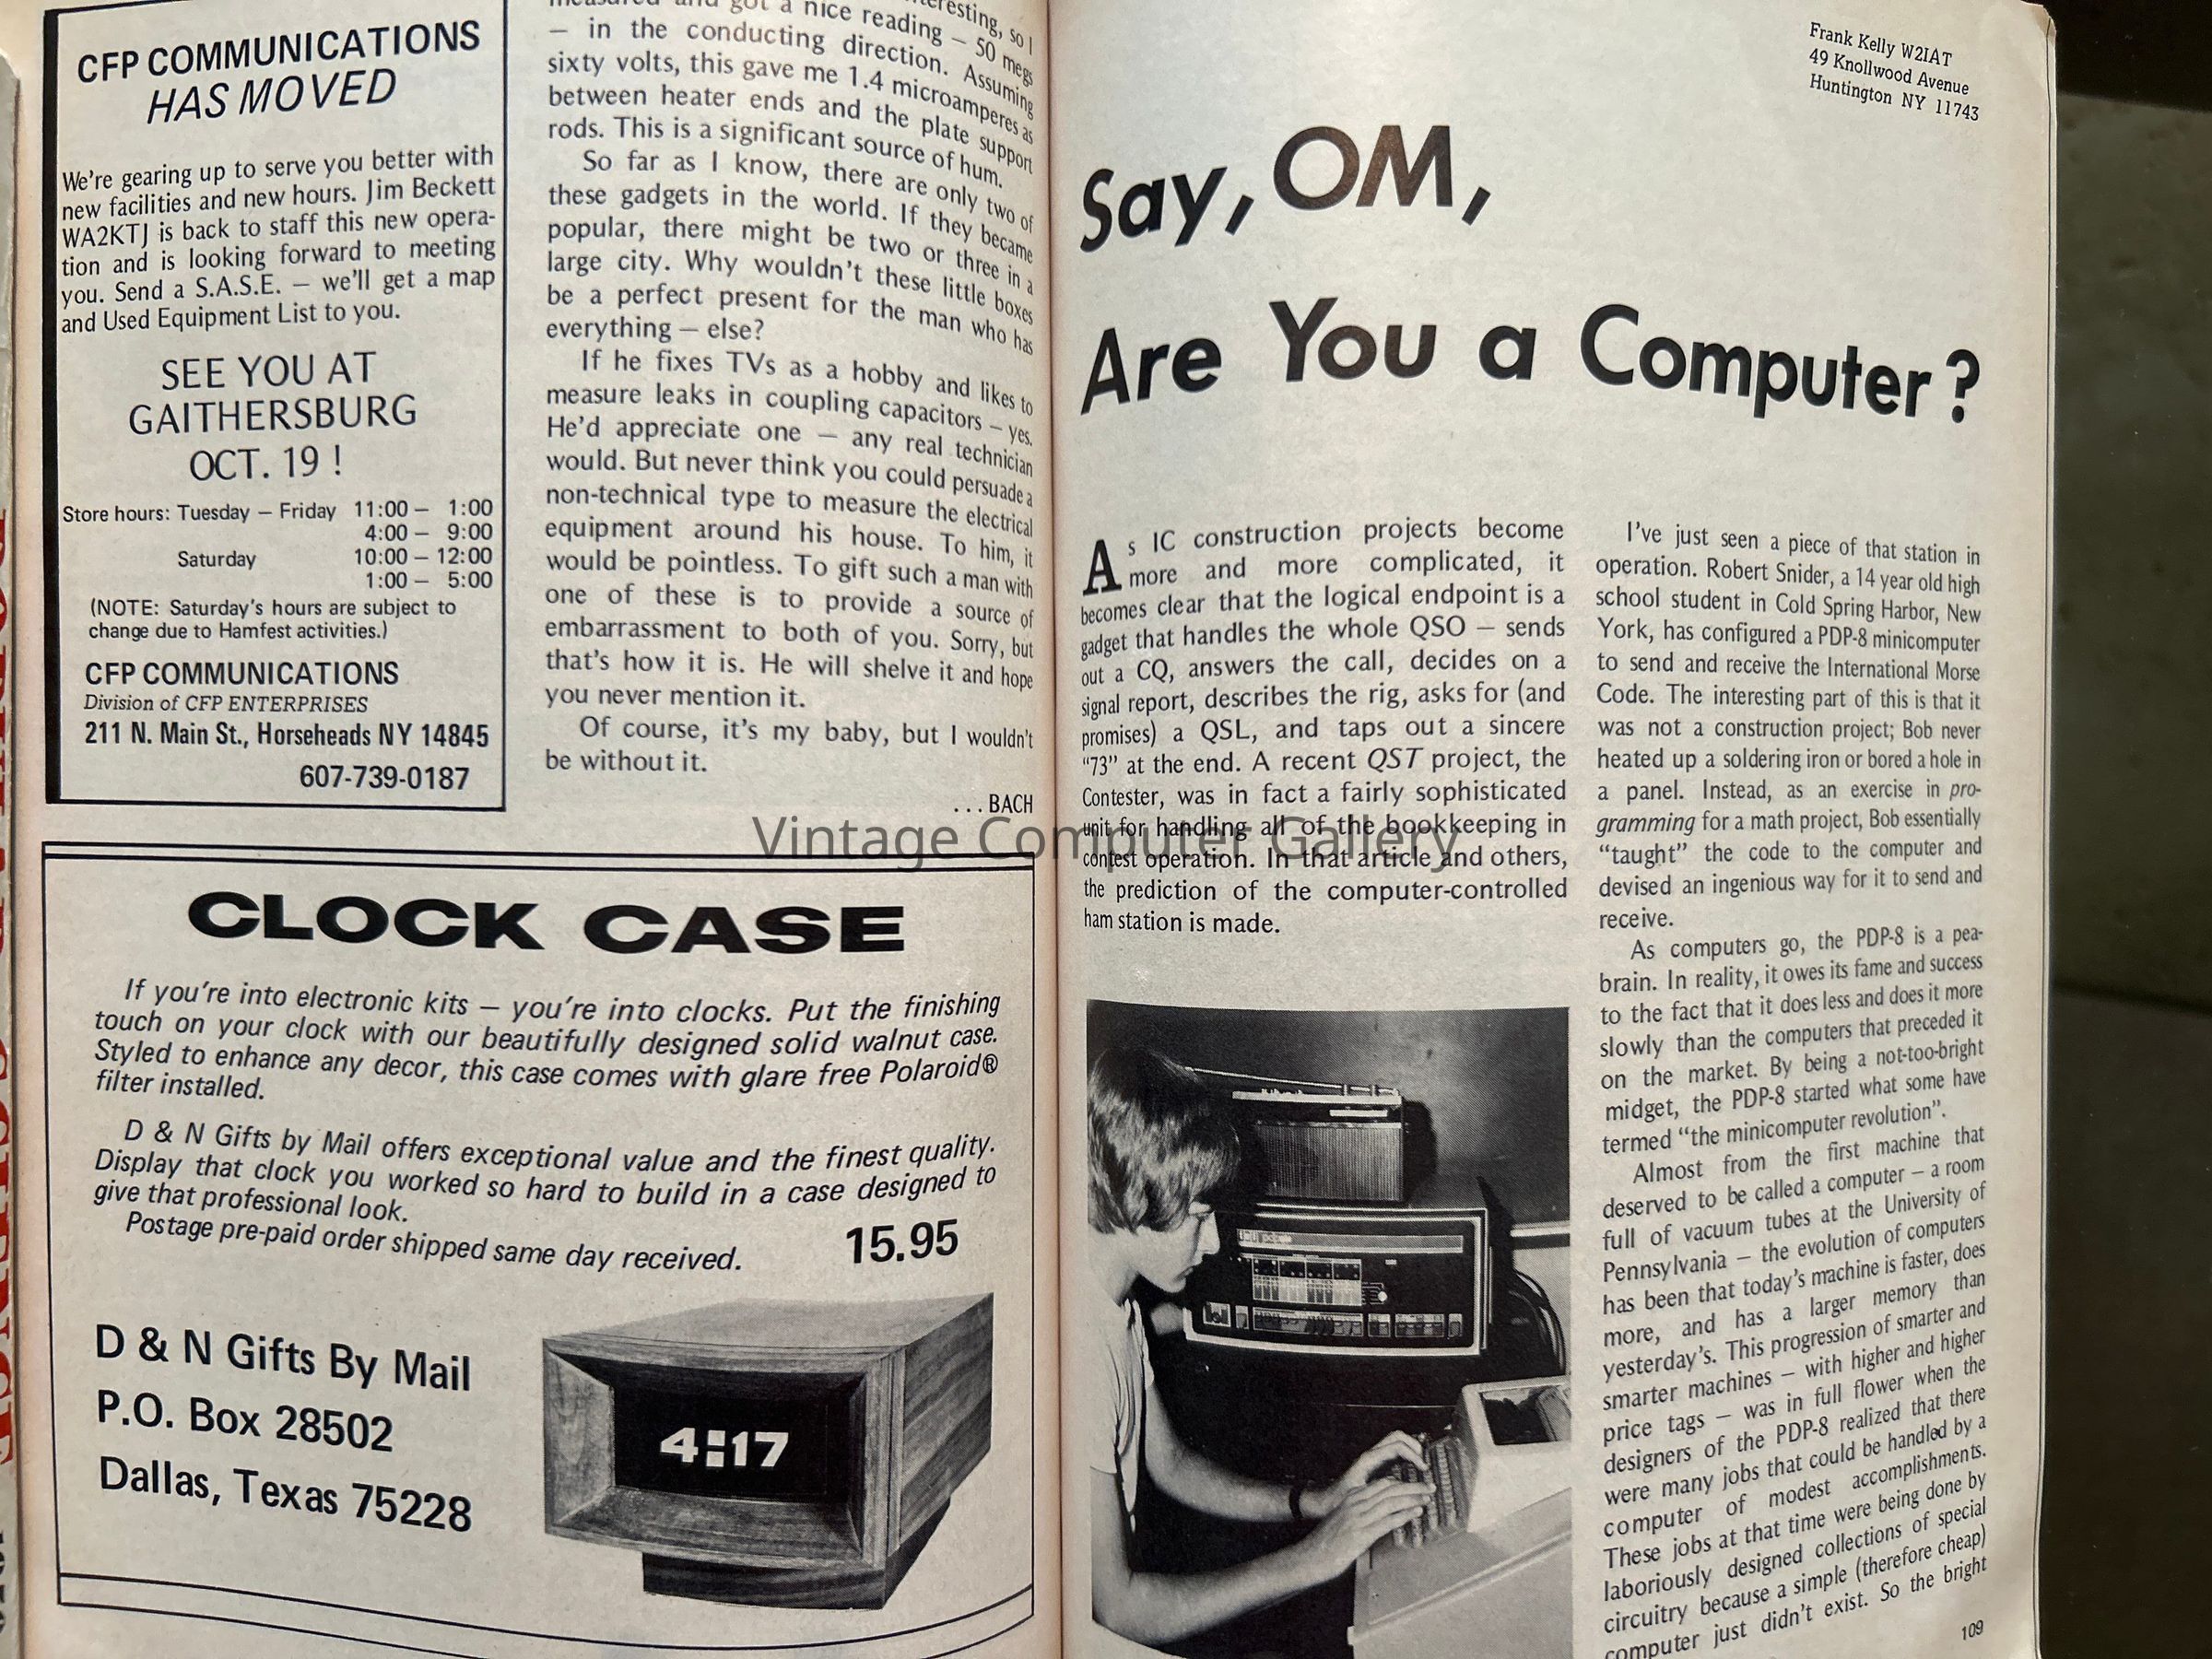 CFP COMMUNICATIONS
HAS MOVED
We're gearing up to serve you better with
new facilities and new hours. Jim Beckett
WA2KTJ is back to staff this new opera-
tion and is looking forward to meeting
you. Send a S.A.S.E. — we'll get a map
and Used Equipment List to you.
SEE YOU AT
GAITHERSBURG
OCT. 19 !
Store hours: Tuesday — Friday 11:00 — 1:00
4:00 — 9:00
Saturday 10:00 — 12:00
1:00 — 5:00
(NOTE: Saturday's hours are subject to
change due to Hamfest activities.)
CFP COMMUNICATIONS
Division of CFP ENTERPRISES
211 N. Main St., Horseheads NY 14845
607-739-0187
got a nice reading — 50 megs
— in the conducting direction. Assuming
sixty volts, this gave me 1.4 microamperes as
between heater ends and the plate support
rods. This is a significant source of hum.
So far as I know, there are only two of
these gadgets in the world. If they became
popular, there might be two or three in a
large city. Why wouldn't these little boxes
be a perfect present for the man who has
everything — else?
If he fixes TVs as a hobby and likes to
measure leaks in coupling capacitors — yes.
He'd appreciate one — any real technician
would. But never think you could persuade a
non-technical type to measure the electrical
equipment around his house. To him, it
would be pointless. To gift such a man with
one of these is to provide a source of
embarrassment to both of you. Sorry, but
that's how it is. He will shelve it and hope
you never mention it.
Of course, it's my baby, but I wouldn't
be without it.
. . . BACH
CLOCK CASE
If you're into electronic kits — you're into clocks. Put the finishing
touch on your clock with our beautifully designed solid walnut case.
Styled to enhance any decor, this case comes with glare free Polaroid®
filter installed.
D & N Gifts by Mail offers exceptional value and the finest quality.
Display that clock you worked so hard to build in a case designed to
give that professional look.
Postage pre-paid order shipped same day received. 15.95
D & N Gifts By Mail
P.O. Box 28502
Dallas, Texas 75228
4:17
Frank Kelly W2IAT
49 Knollwood Avenue
Huntington NY 11743
Say, OM,
Are You a Computer?
As IC construction projects become
more and more complicated, it
becomes clear that the logical endpoint is a
gadget that handles the whole QSO — sends
out a CQ, answers the call, decides on a
signal report, describes the rig, asks for (and
promises) a QSL, and taps out a sincere
"73" at the end. A recent QST project, the
Contester, was in fact a fairly sophisticated
unit for handling all of the bookkeeping in
contest operation. In that article and others,
the prediction of the computer-controlled
ham station is made.
I've just seen a piece of that station in
operation. Robert Snider, a 14 year old high
school student in Cold Spring Harbor, New
York, has configured a PDP-8 minicomputer
to send and receive the International Morse
Code. The interesting part of this is that it
was not a construction project; Bob never
heated up a soldering iron or bored a hole in
a panel. Instead, as an exercise in pro-
gramming for a math project, Bob essentially
"taught" the code to the computer and
devised an ingenious way for it to send and
receive.
As computers go, the PDP-8 is a pea-
brain. In reality, it owes its fame and success
to the fact that it does less and does it more
slowly than the computers that preceded it
on the market. By being a not-too-bright
midget, the PDP-8 started what some have
termed "the minicomputer revolution".
Almost from the first machine that
deserved to be called a computer — a room
full of vacuum tubes at the University of
Pennsylvania — the evolution of computers
has been that today's machine is faster, does
more, and has a larger memory than
yesterday's. This progression of smarter and
smarter machines — with higher and higher
price tags — was in full flower when the
designers of the PDP-8 realized that there
were many jobs that could be handled by a
computer of modest accomplishments.
These jobs at that time were being done by
laboriously designed collections of special
circuitry because a simple (therefore cheap)
computer just didn't exist. So the bright
109
Vintage Computer Gallery